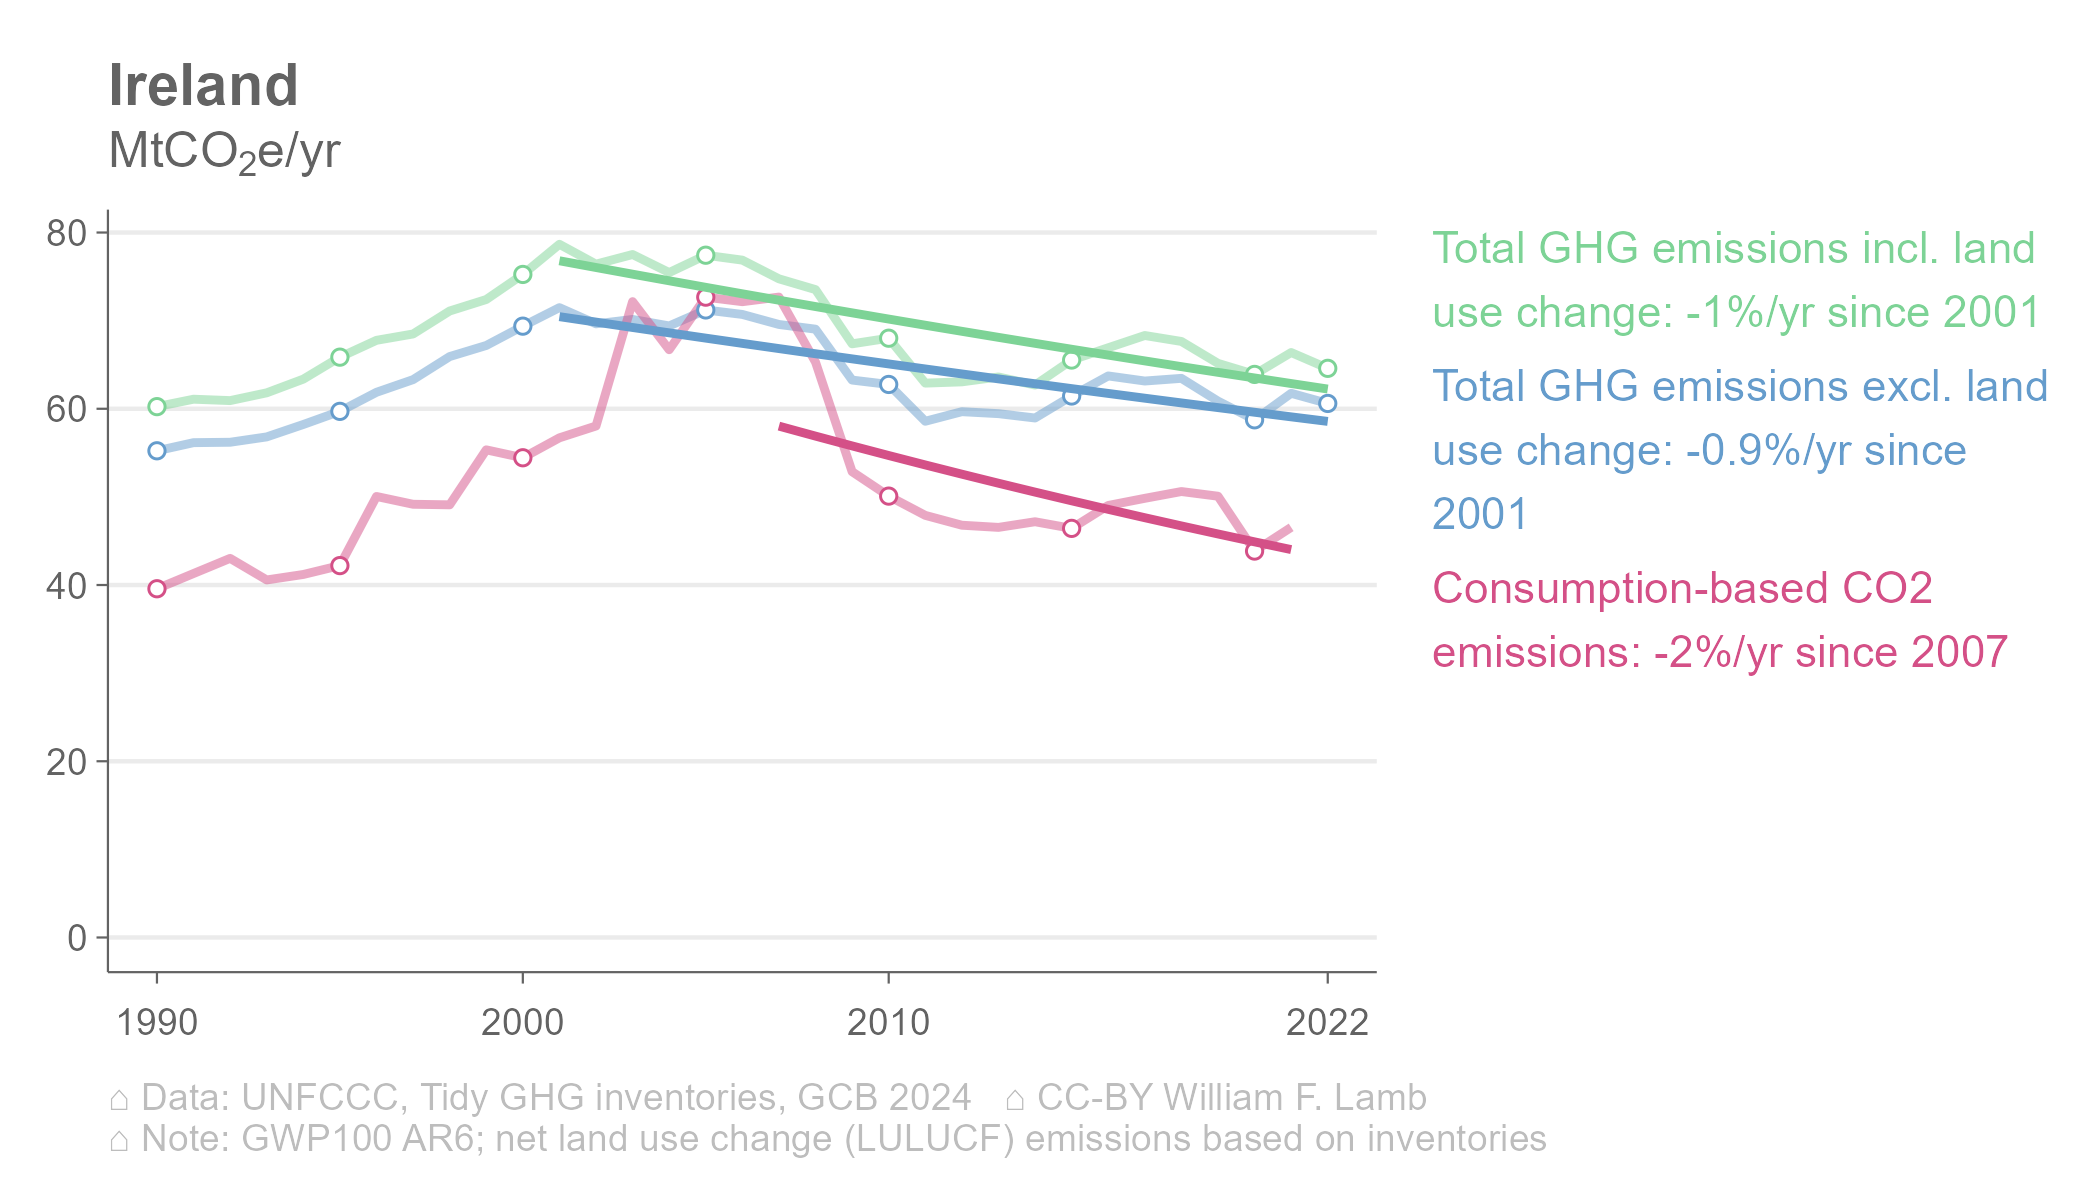 Ireland
MtCO₂e/yr
80
60
40
20
0
1990 2000 2010 2022
Total GHG emissions incl. land
use change: -1%/yr since 2001
Total GHG emissions excl. land
use change: -0.9%/yr since
2001
Consumption-based CO2
emissions: -2%/yr since 2007
⌂ Data: UNFCCC, Tidy GHG inventories, GCB 2024 ⌂ CC-BY William F. Lamb
⌂ Note: GWP100 AR6; net land use change (LULUCF) emissions based on inventories